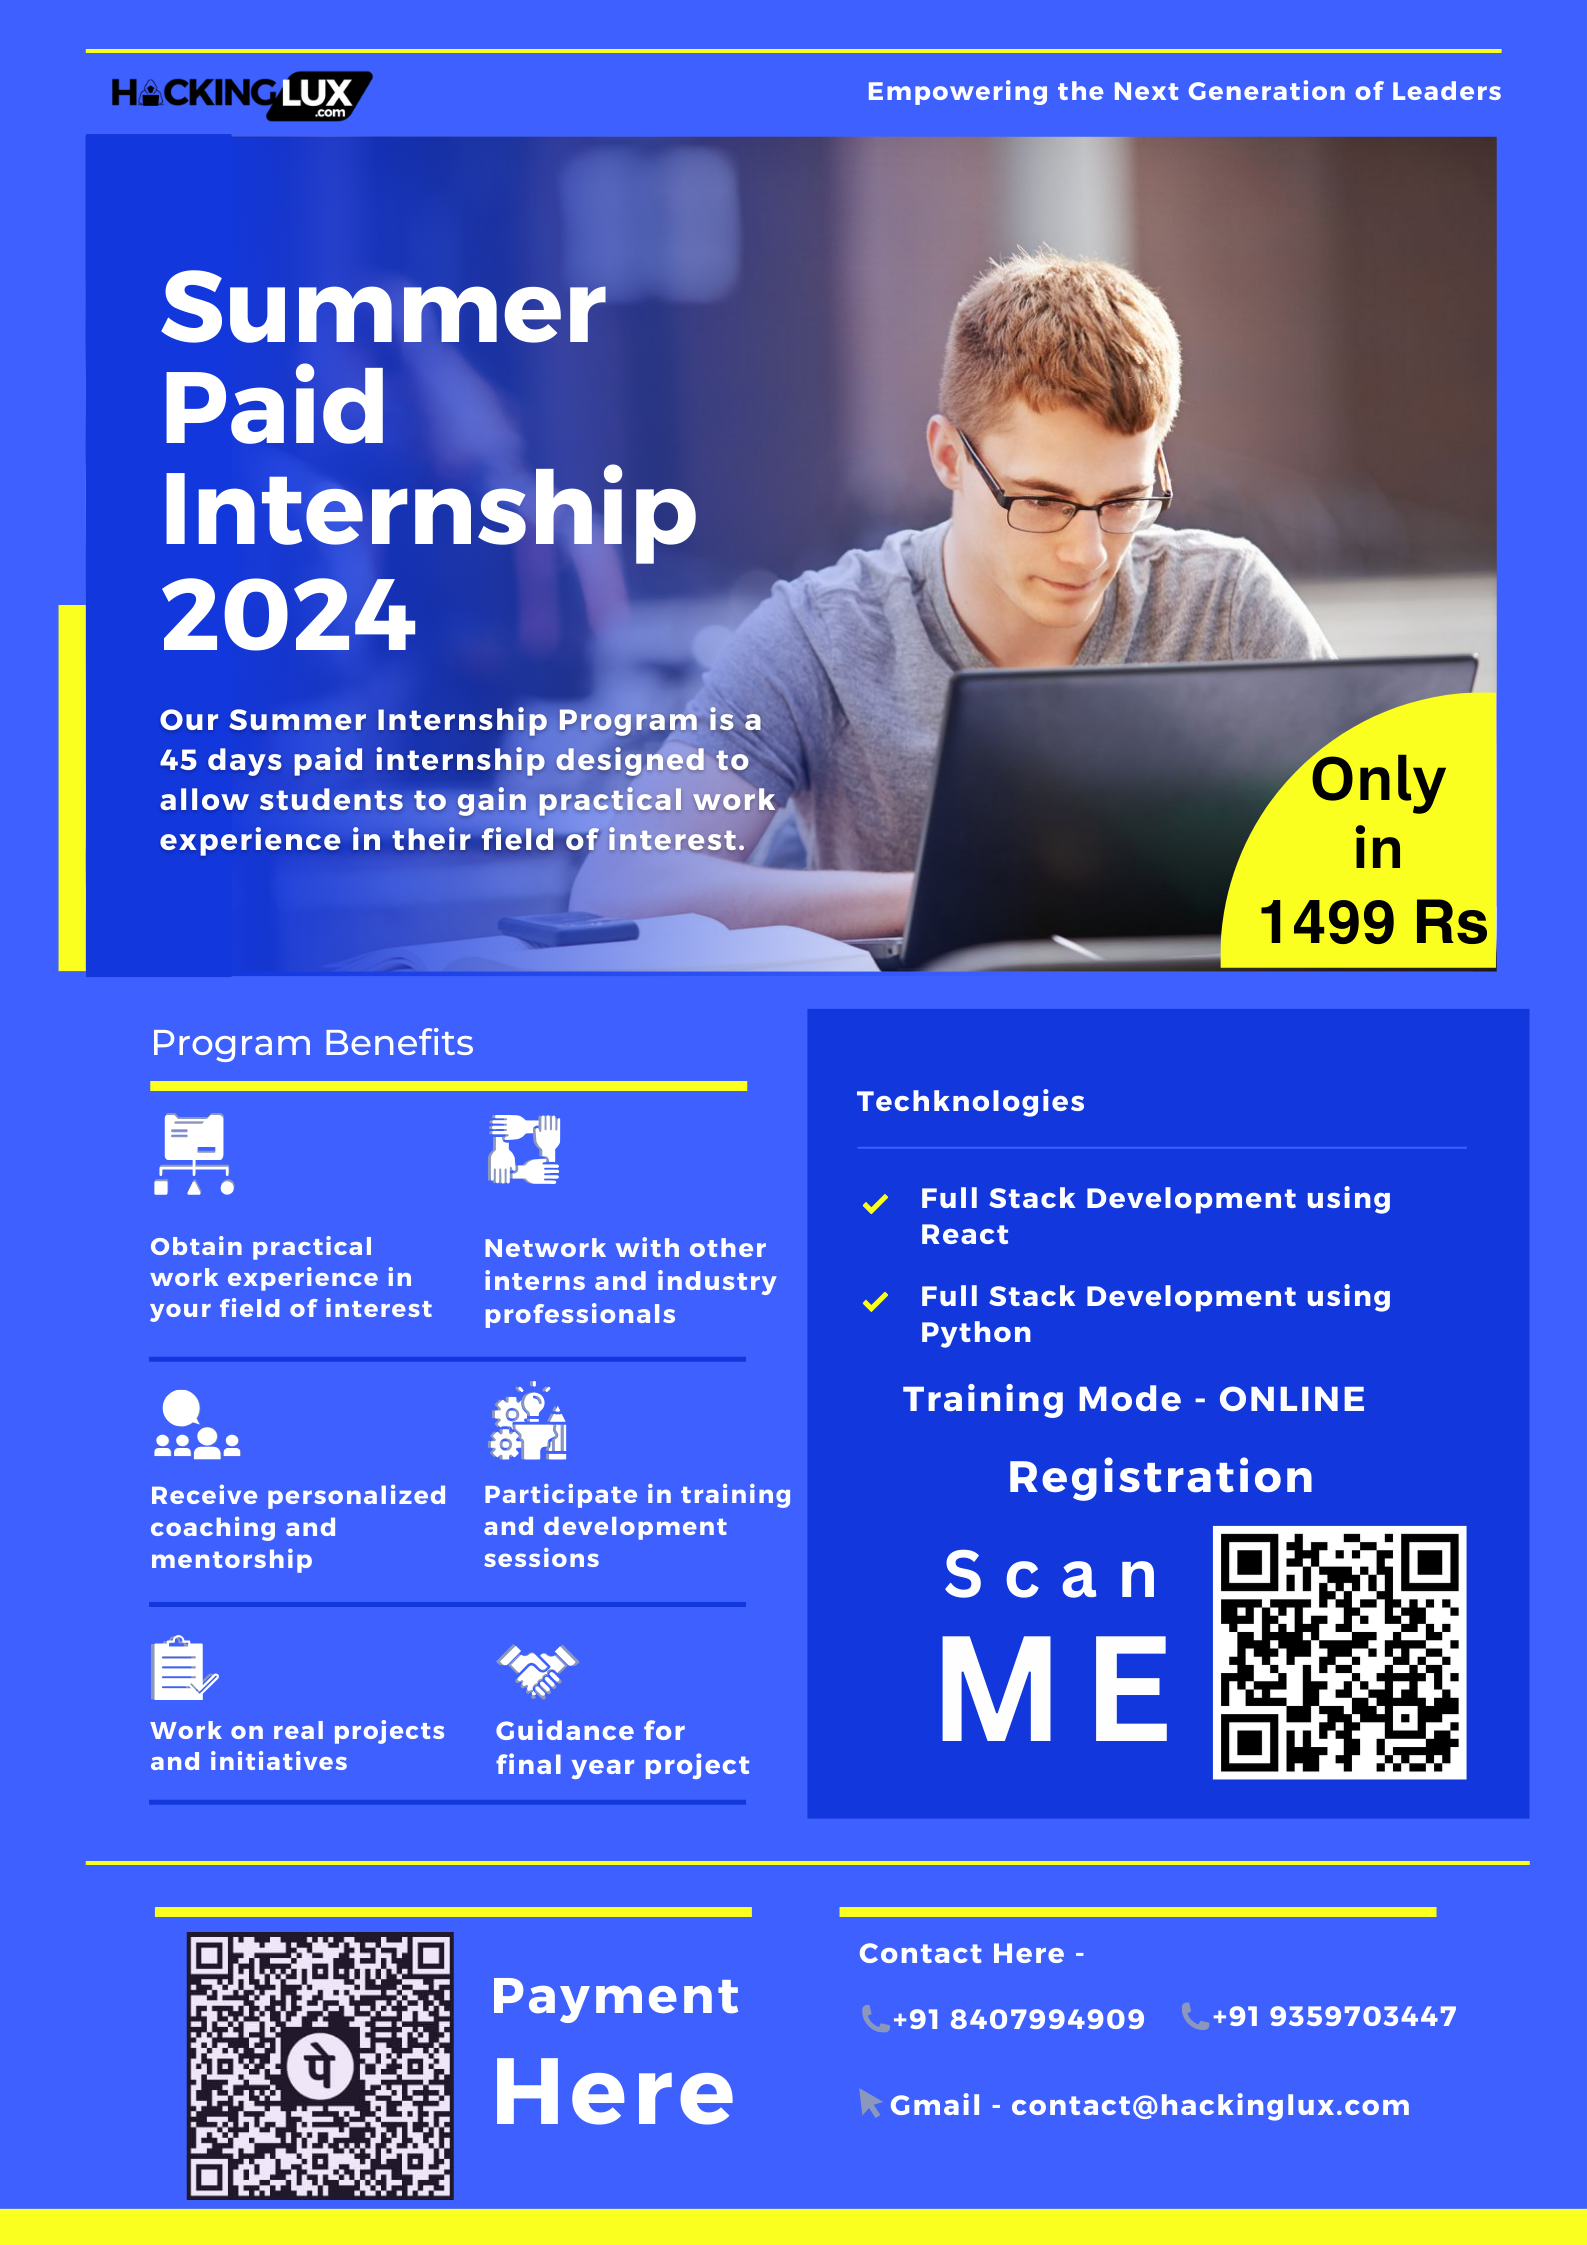 HACKINGLUX
.com
Empowering the Next Generation of Leaders
Summer
Paid
Internship
2024
Our Summer Internship Program is a
45 days paid internship designed to
allow students to gain practical work
experience in their field of interest.
Only
in
1499 Rs
Program Benefits
Obtain practical
work experience in
your field of interest
Network with other
interns and industry
professionals
Receive personalized
coaching and
mentorship
Participate in training
and development
sessions
Work on real projects
and initiatives
Guidance for
final year project
Techknologies
Full Stack Development using
React
Full Stack Development using
Python
Training Mode - ONLINE
Registration
Scan
ME
पे
Payment
Here
Contact Here -
+91 8407994909
+91 9359703447
Gmail - contact@hackinglux.com